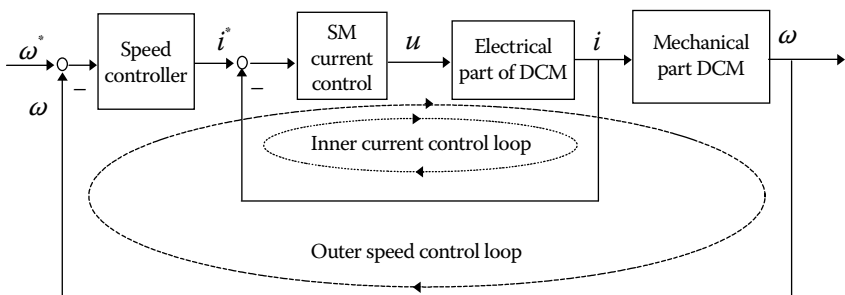 ω*
Speed
controller
i*
SM
current
control
u
Electrical
part of DCM
i
Mechanical
part DCM
ω
−
−
ω
Inner current control loop
Outer speed control loop